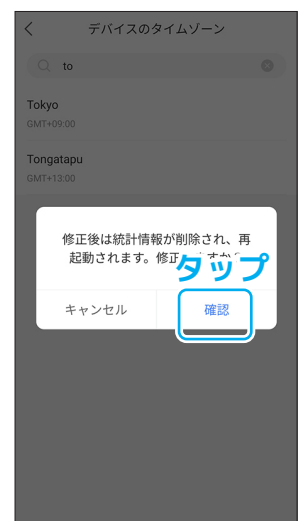 デバイスのタイムゾーン
to
Tokyo
GMT+09:00
Tongatapu
GMT+13:00
修正後は統計情報が削除され、再
起動されます。修正
タップ
キャンセル
確認